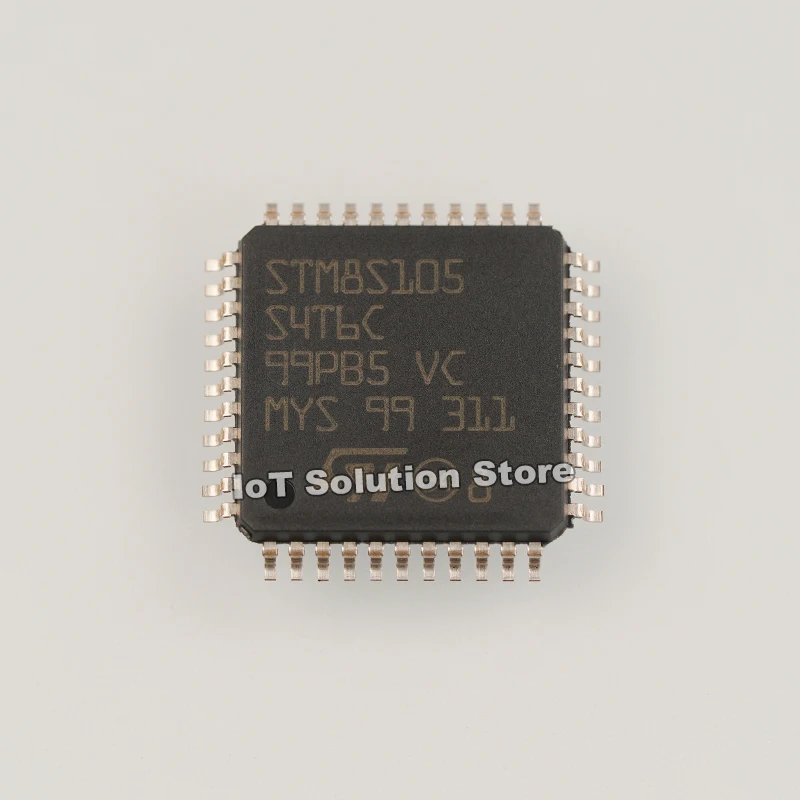 STM8S105
S4T6C
99PB5 VC
MYS 99 311
IoT Solution Store